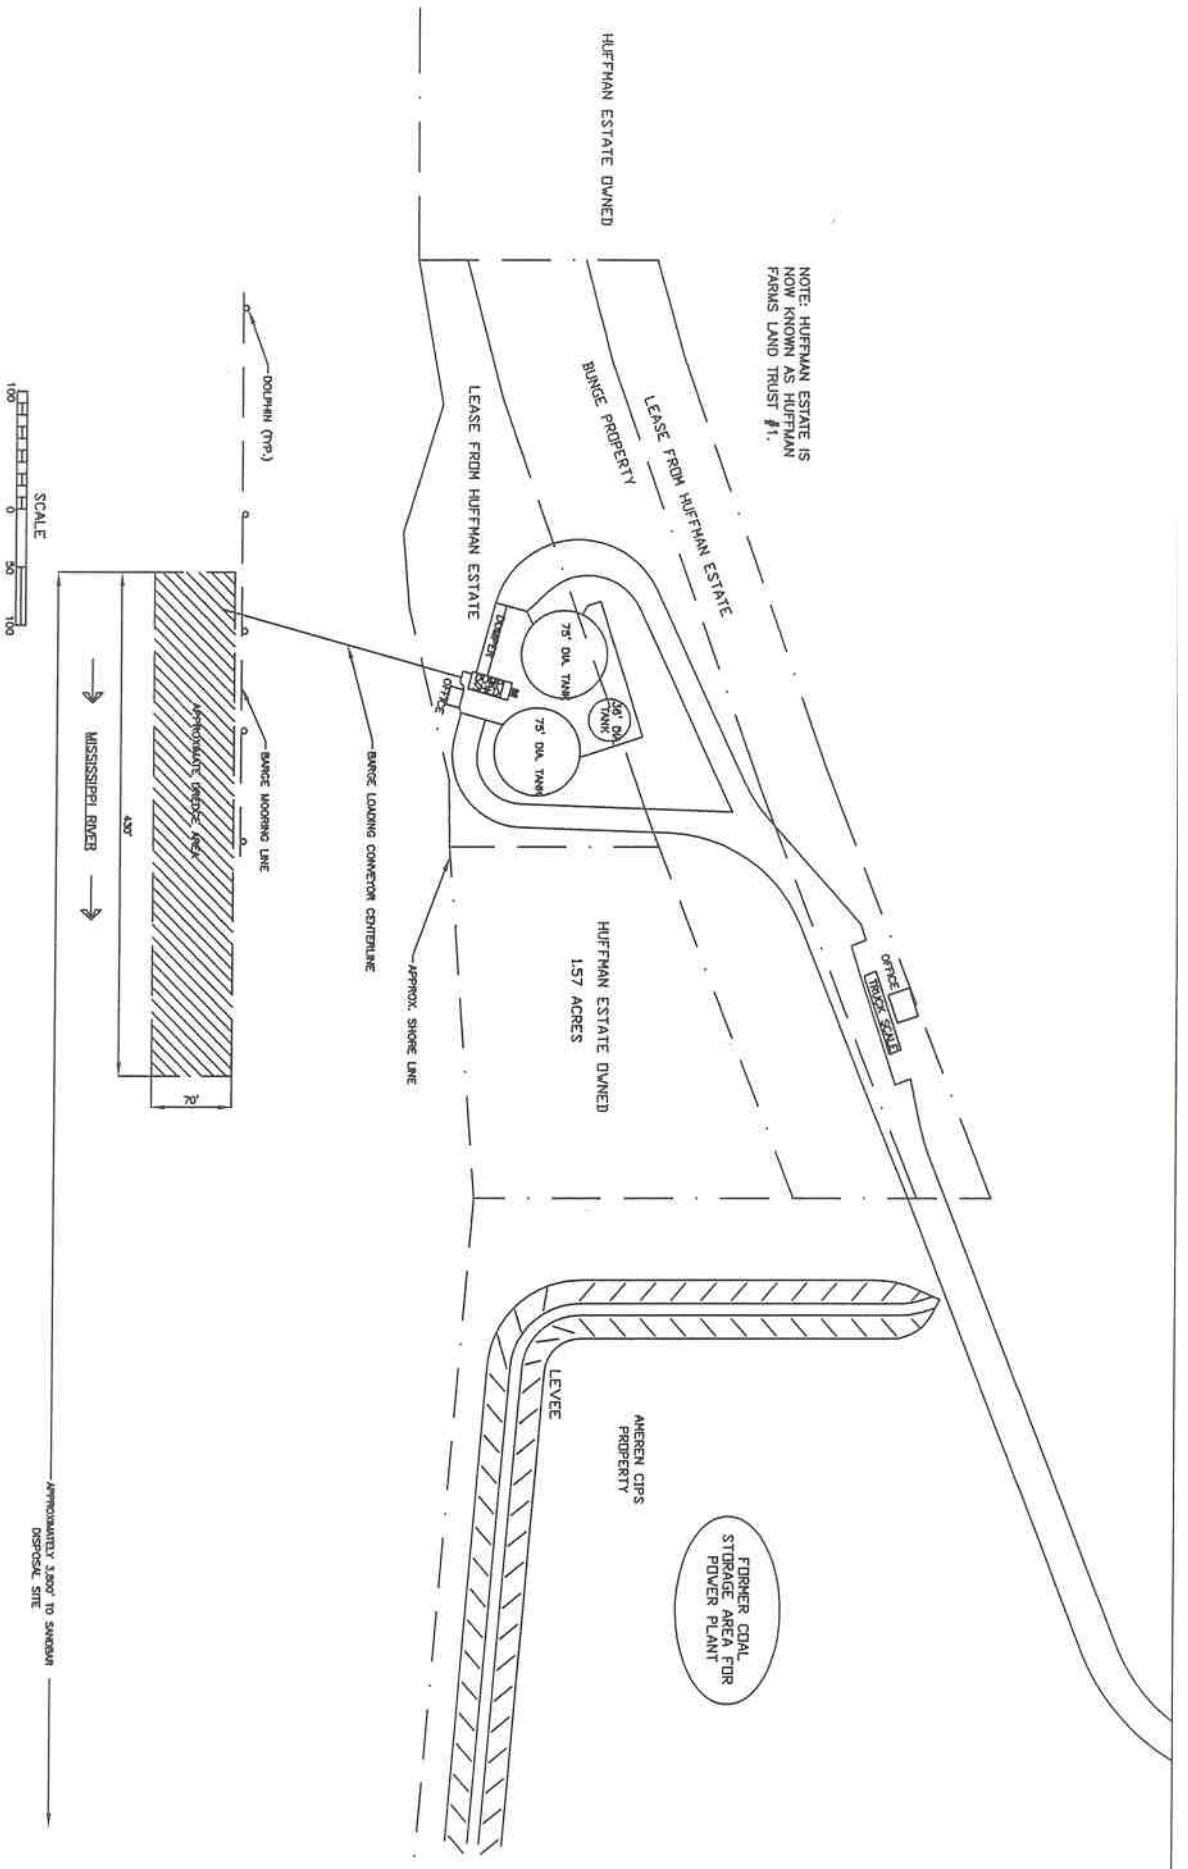 HUFFMAN ESTATE OWNED
NOTE: HUFFMAN ESTATE IS
NOW KNOWN AS HUFFMAN
FARMS LAND TRUST #1.
LEASE FROM HUFFMAN ESTATE
BUNGE PROPERTY
LEASE FROM HUFFMAN ESTATE
DUMPER
75' DIA. TANK
36' DIA.
TANK
75' DIA. TANK
OFFICE
OFFICE
TRUCK SCALE
HUFFMAN ESTATE OWNED
1.57 ACRES
LEVEE
AMEREN CIPS
PROPERTY
FORMER COAL
STORAGE AREA FOR
POWER PLANT
APPROX. SHORE LINE
BARGE LOADING CONVEYOR CENTERLINE
BARGE MOORING LINE
DOLPHIN (TYP.)
APPROXIMATE DREDGE AREA
70'
430'
MISSISSIPPI RIVER
APPROXIMATELY 3,800' TO SANDBAR
DISPOSAL SITE
SCALE
100 0 50 100